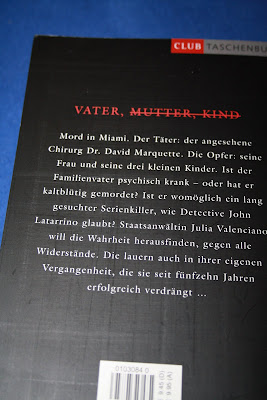 CLUB TASCHENBU
VATER, MUTTER, KIND
Mord in Miami. Der Täter: der angesehene
Chirurg Dr. David Marquette. Die Opfer: seine
Frau und seine drei kleinen Kinder. Ist der
Familienvater psychisch krank – oder hat er
kaltblütig gemordet? Ist er womöglich ein lang
gesuchter Serienkiller, wie Detective John
Latarrino glaubt? Staatsanwältin Julia Valenciano
will die Wahrheit herausfinden, gegen alle
Widerstände. Die lauern auch in ihrer eigenen
Vergangenheit, die sie seit fünfzehn Jahren
erfolgreich verdrängt ...
0103084 0